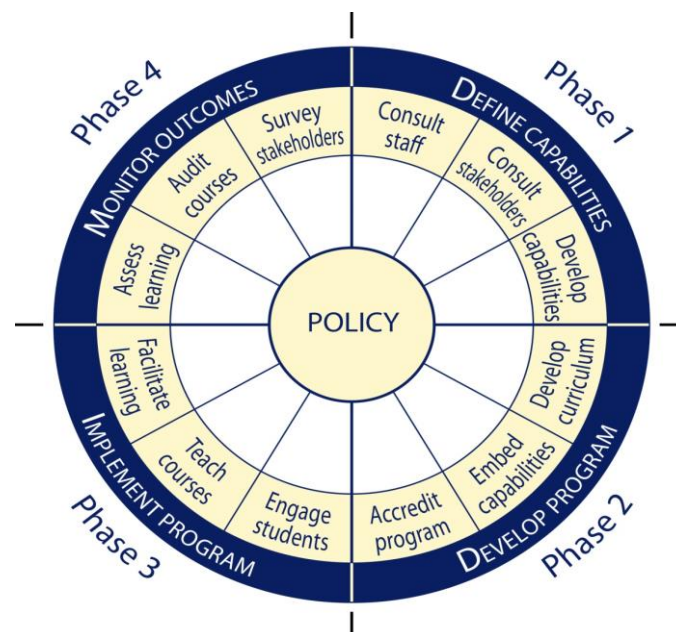 Phase 1
DEFINE CAPABILITIES
Consult
staff
Consult
stakeholders
Develop
capabilities
Phase 2
DEVELOP PROGRAM
Develop
curriculum
Embed
capabilities
Accredit
program
Phase 3
IMPLEMENT PROGRAM
Engage
students
Teach
courses
Facilitate
learning
Phase 4
MONITOR OUTCOMES
Assess
learning
Audit
courses
Survey
stakeholders
POLICY